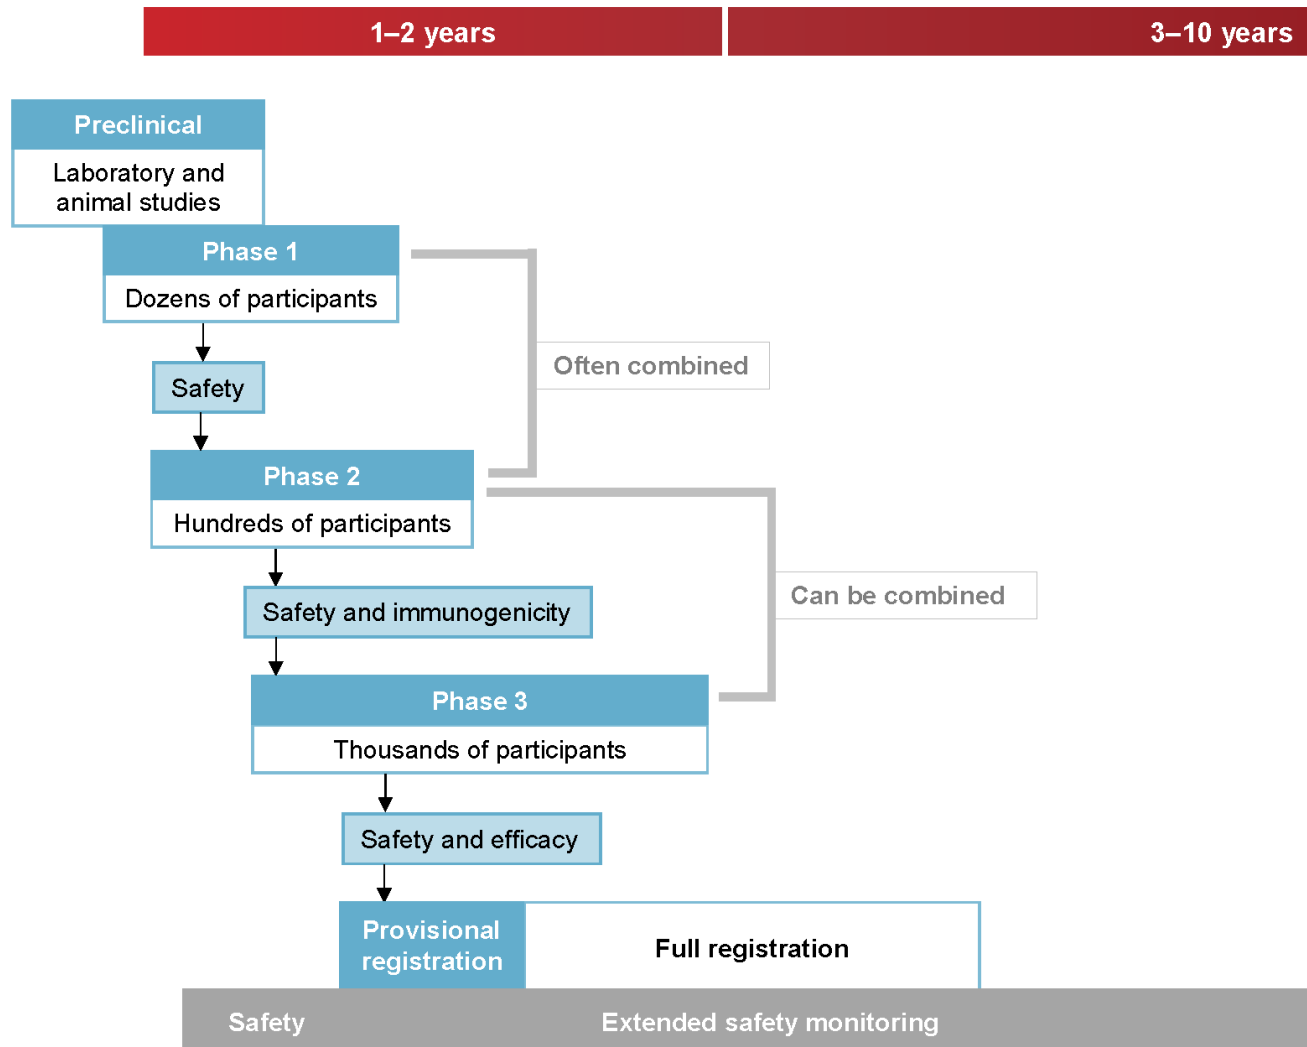 1–2 years
3–10 years
Preclinical
Laboratory and
animal studies
Phase 1
Dozens of participants
Often combined
Safety
Phase 2
Hundreds of participants
Can be combined
Safety and immunogenicity
Phase 3
Thousands of participants
Safety and efficacy
Provisional
registration
Full registration
Safety
Extended safety monitoring